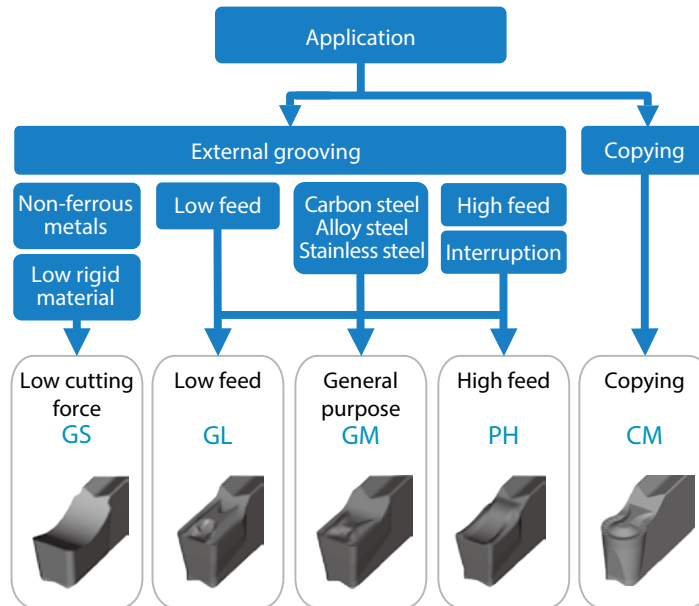 Application
External grooving
Copying
Non-ferrous
metals
Low feed
Carbon steel
Alloy steel
Stainless steel
High feed
Low rigid
material
Interruption
Low cutting
force
GS
Low feed
GL
General
purpose
GM
High feed
PH
Copying
CM